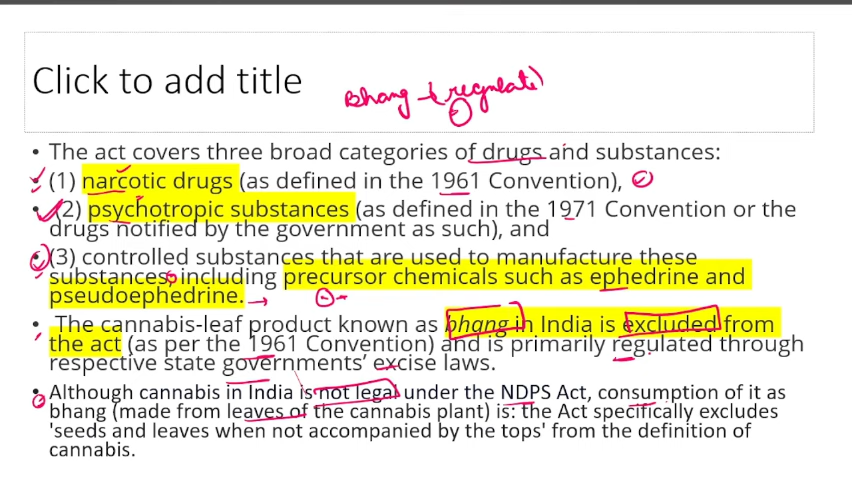 Click to add title
Bhang - (regulate)
• The act covers three broad categories of drugs and substances:
• (1) narcotic drugs (as defined in the 1961 Convention),
• (2) psychotropic substances (as defined in the 1971 Convention or the
drugs notified by the government as such), and
• (3) controlled substances that are used to manufacture these
substances, including precursor chemicals such as ephedrine and
pseudoephedrine.
• The cannabis-leaf product known as bhang in India is excluded from
the act (as per the 1961 Convention) and is primarily regulated through
respective state governments’ excise laws.
• Although cannabis in India is not legal under the NDPS Act, consumption of it as
bhang (made from leaves of the cannabis plant) is: the Act specifically excludes
'seeds and leaves when not accompanied by the tops' from the definition of
cannabis.